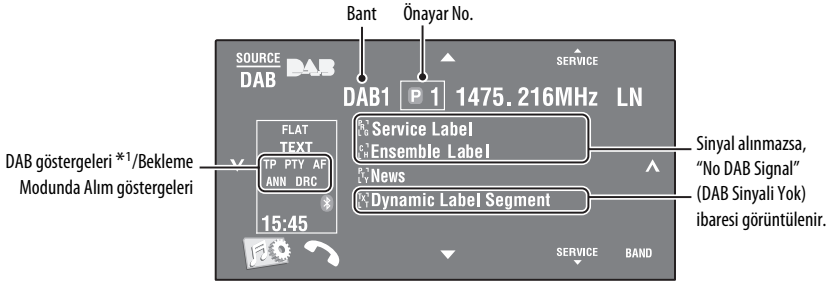 Bant
Önayar No.
SOURCE
DAB
DAB
SERVICE
DAB1 P 1 1475.216MHz LN
FLAT
TEXT
TP PTY AF
ANN DRC
15:45
Service Label
Ensemble Label
News
Dynamic Label Segment
SERVICE
BAND
DAB göstergeleri *1/Bekleme
Modunda Alım göstergeleri
Sinyal alınmazsa,
“No DAB Signal”
(DAB Sinyali Yok)
ibaresi görüntülenir.